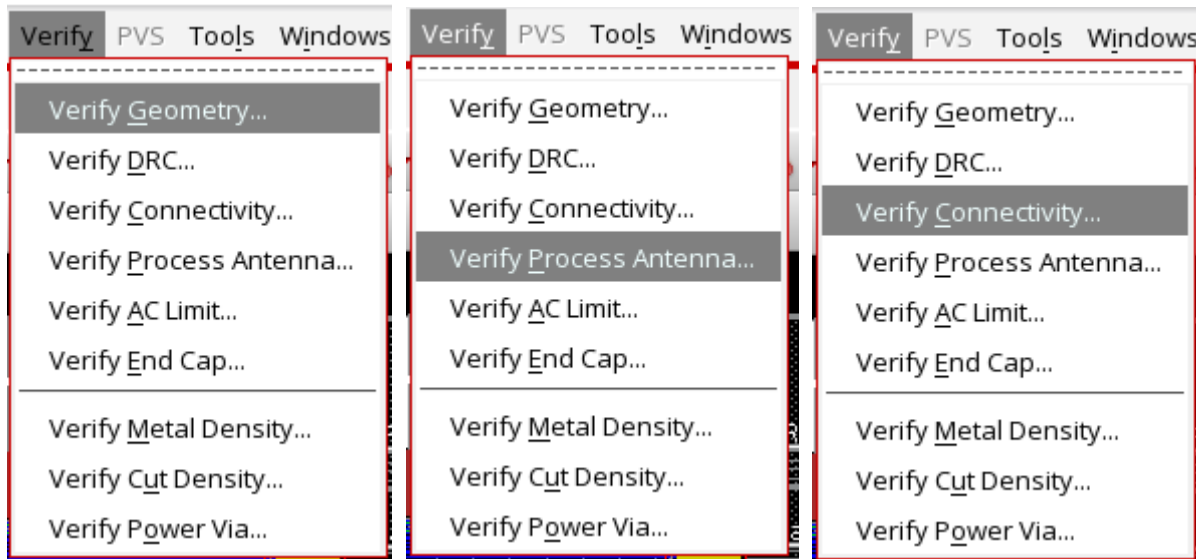 Verify PVS Tools Windows
Verify Geometry...
Verify DRC...
Verify Connectivity...
Verify Process Antenna...
Verify AC Limit...
Verify End Cap...
Verify Metal Density...
Verify Cut Density...
Verify Power Via...
Verify PVS Tools Windows
Verify Geometry...
Verify DRC...
Verify Connectivity...
Verify Process Antenna...
Verify AC Limit...
Verify End Cap...
Verify Metal Density...
Verify Cut Density...
Verify Power Via...
Verify PVS Tools Windows
Verify Geometry...
Verify DRC...
Verify Connectivity...
Verify Process Antenna...
Verify AC Limit...
Verify End Cap...
Verify Metal Density...
Verify Cut Density...
Verify Power Via...